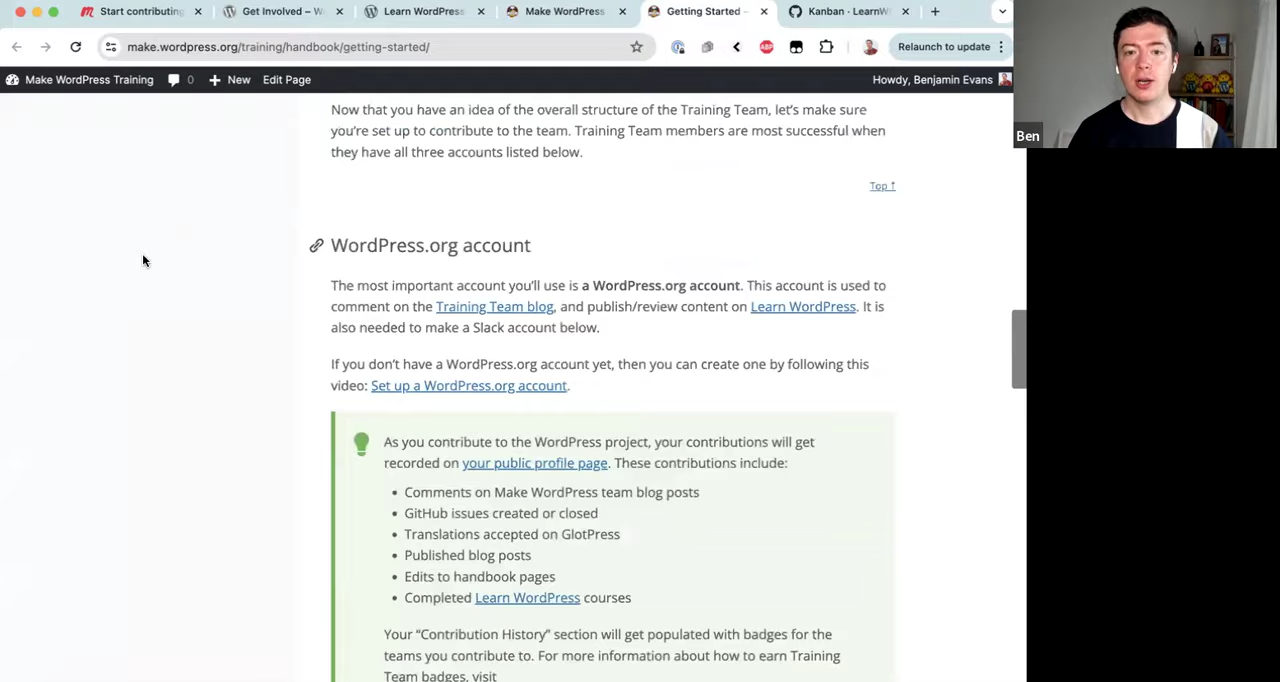 Start contributing
Get Involved – W
Learn WordPress
Make WordPress
Getting Started –
Kanban · LearnW
make.wordpress.org/training/handbook/getting-started/
ABP
Relaunch to update
Make WordPress Training
0
New
Edit Page
Howdy, Benjamin Evans
Ben
Now that you have an idea of the overall structure of the Training Team, let's make sure
you're set up to contribute to the team. Training Team members are most successful when
they have all three accounts listed below.
Top ↑
WordPress.org account
The most important account you'll use is a WordPress.org account. This account is used to
comment on the Training Team blog, and publish/review content on Learn WordPress. It is
also needed to make a Slack account below.
If you don't have a WordPress.org account yet, then you can create one by following this
video: Set up a WordPress.org account.
As you contribute to the WordPress project, your contributions will get
recorded on your public profile page. These contributions include:
• Comments on Make WordPress team blog posts
• GitHub issues created or closed
• Translations accepted on GlotPress
• Published blog posts
• Edits to handbook pages
• Completed Learn WordPress courses
Your “Contribution History” section will get populated with badges for the
teams you contribute to. For more information about how to earn Training
Team badges, visit